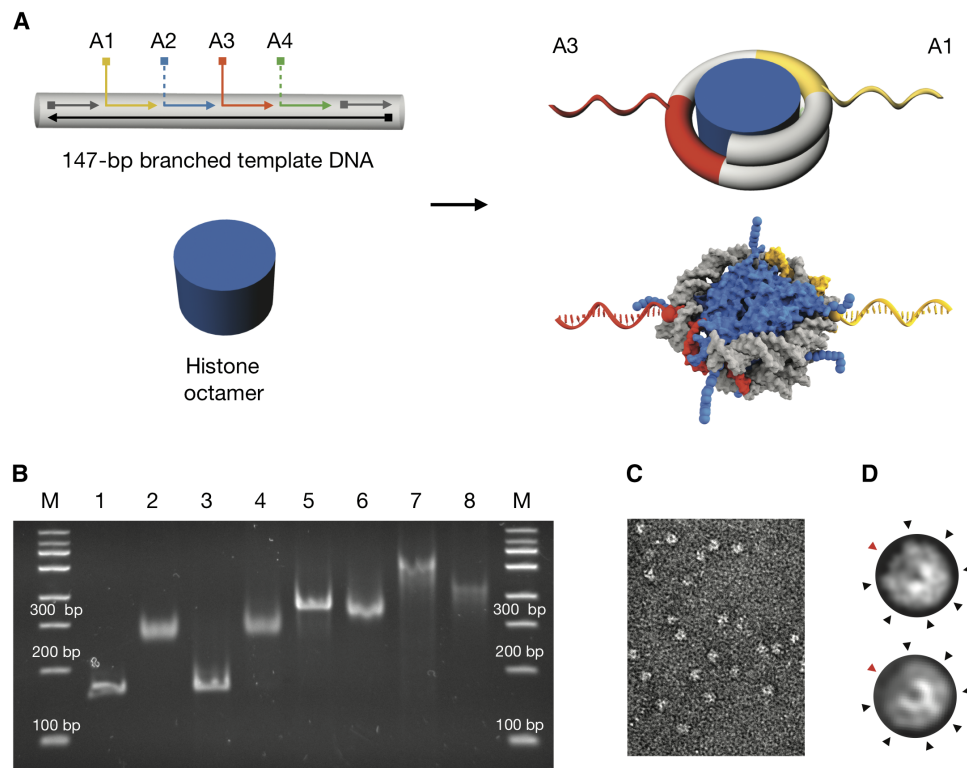 A
A1 A2 A3 A4
147-bp branched template DNA
Histone
octamer
A3 A1
B
M 1 2 3 4 5 6 7 8 M
300 bp 300 bp
200 bp 200 bp
100 bp 100 bp
C
D